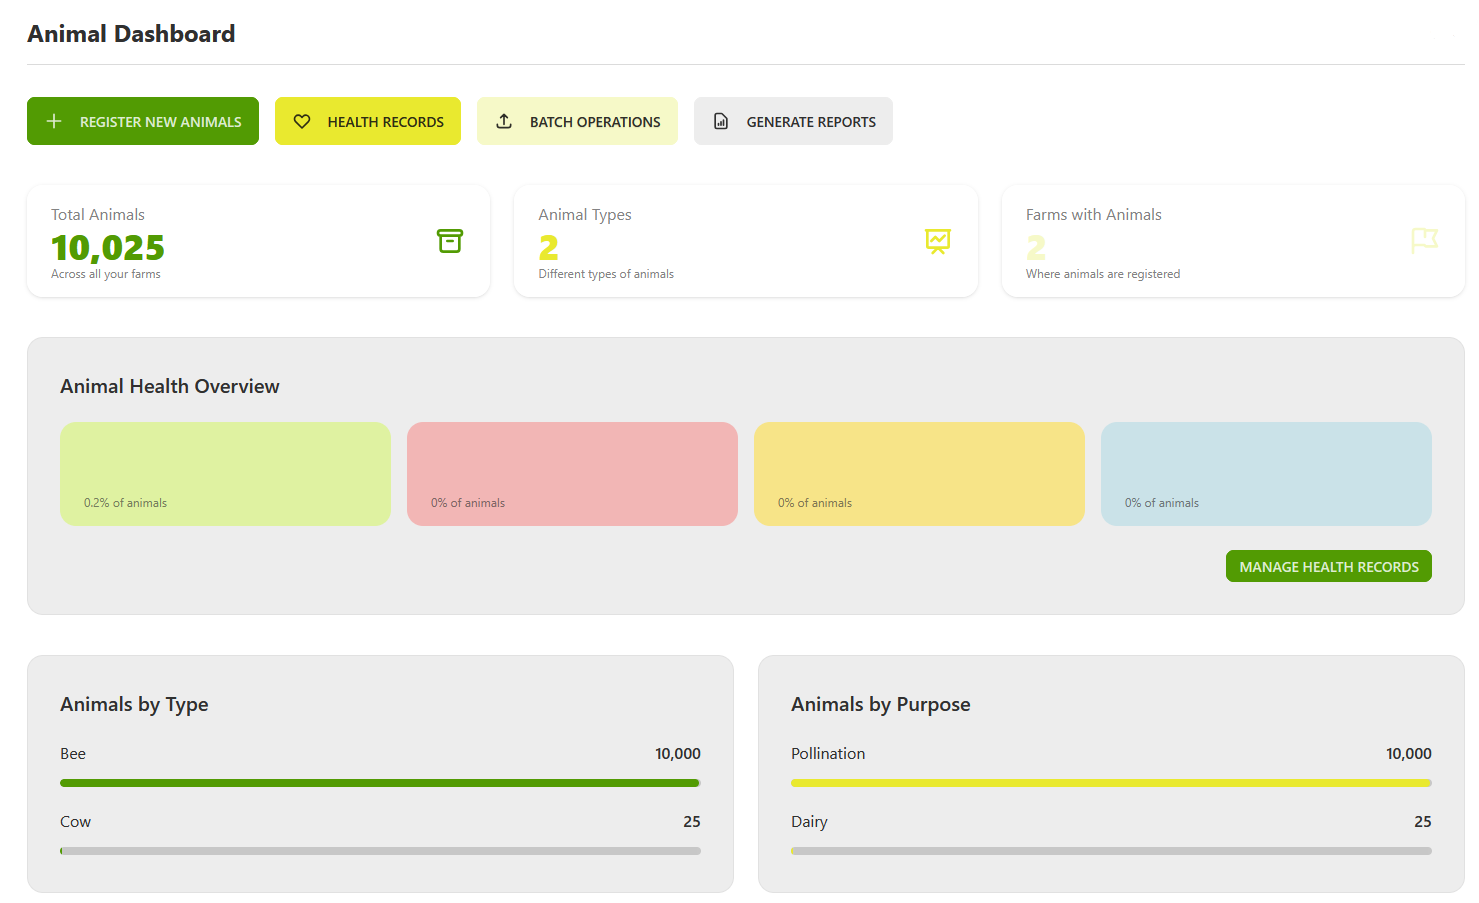 Animal Dashboard
REGISTER NEW ANIMALS
HEALTH RECORDS
BATCH OPERATIONS
GENERATE REPORTS
Total Animals
10,025
Across all your farms
Animal Types
2
Different types of animals
Farms with Animals
2
Where animals are registered
Animal Health Overview
0.2% of animals
0% of animals
0% of animals
0% of animals
MANAGE HEALTH RECORDS
Animals by Type
Bee 10,000
Cow 25
Animals by Purpose
Pollination 10,000
Dairy 25